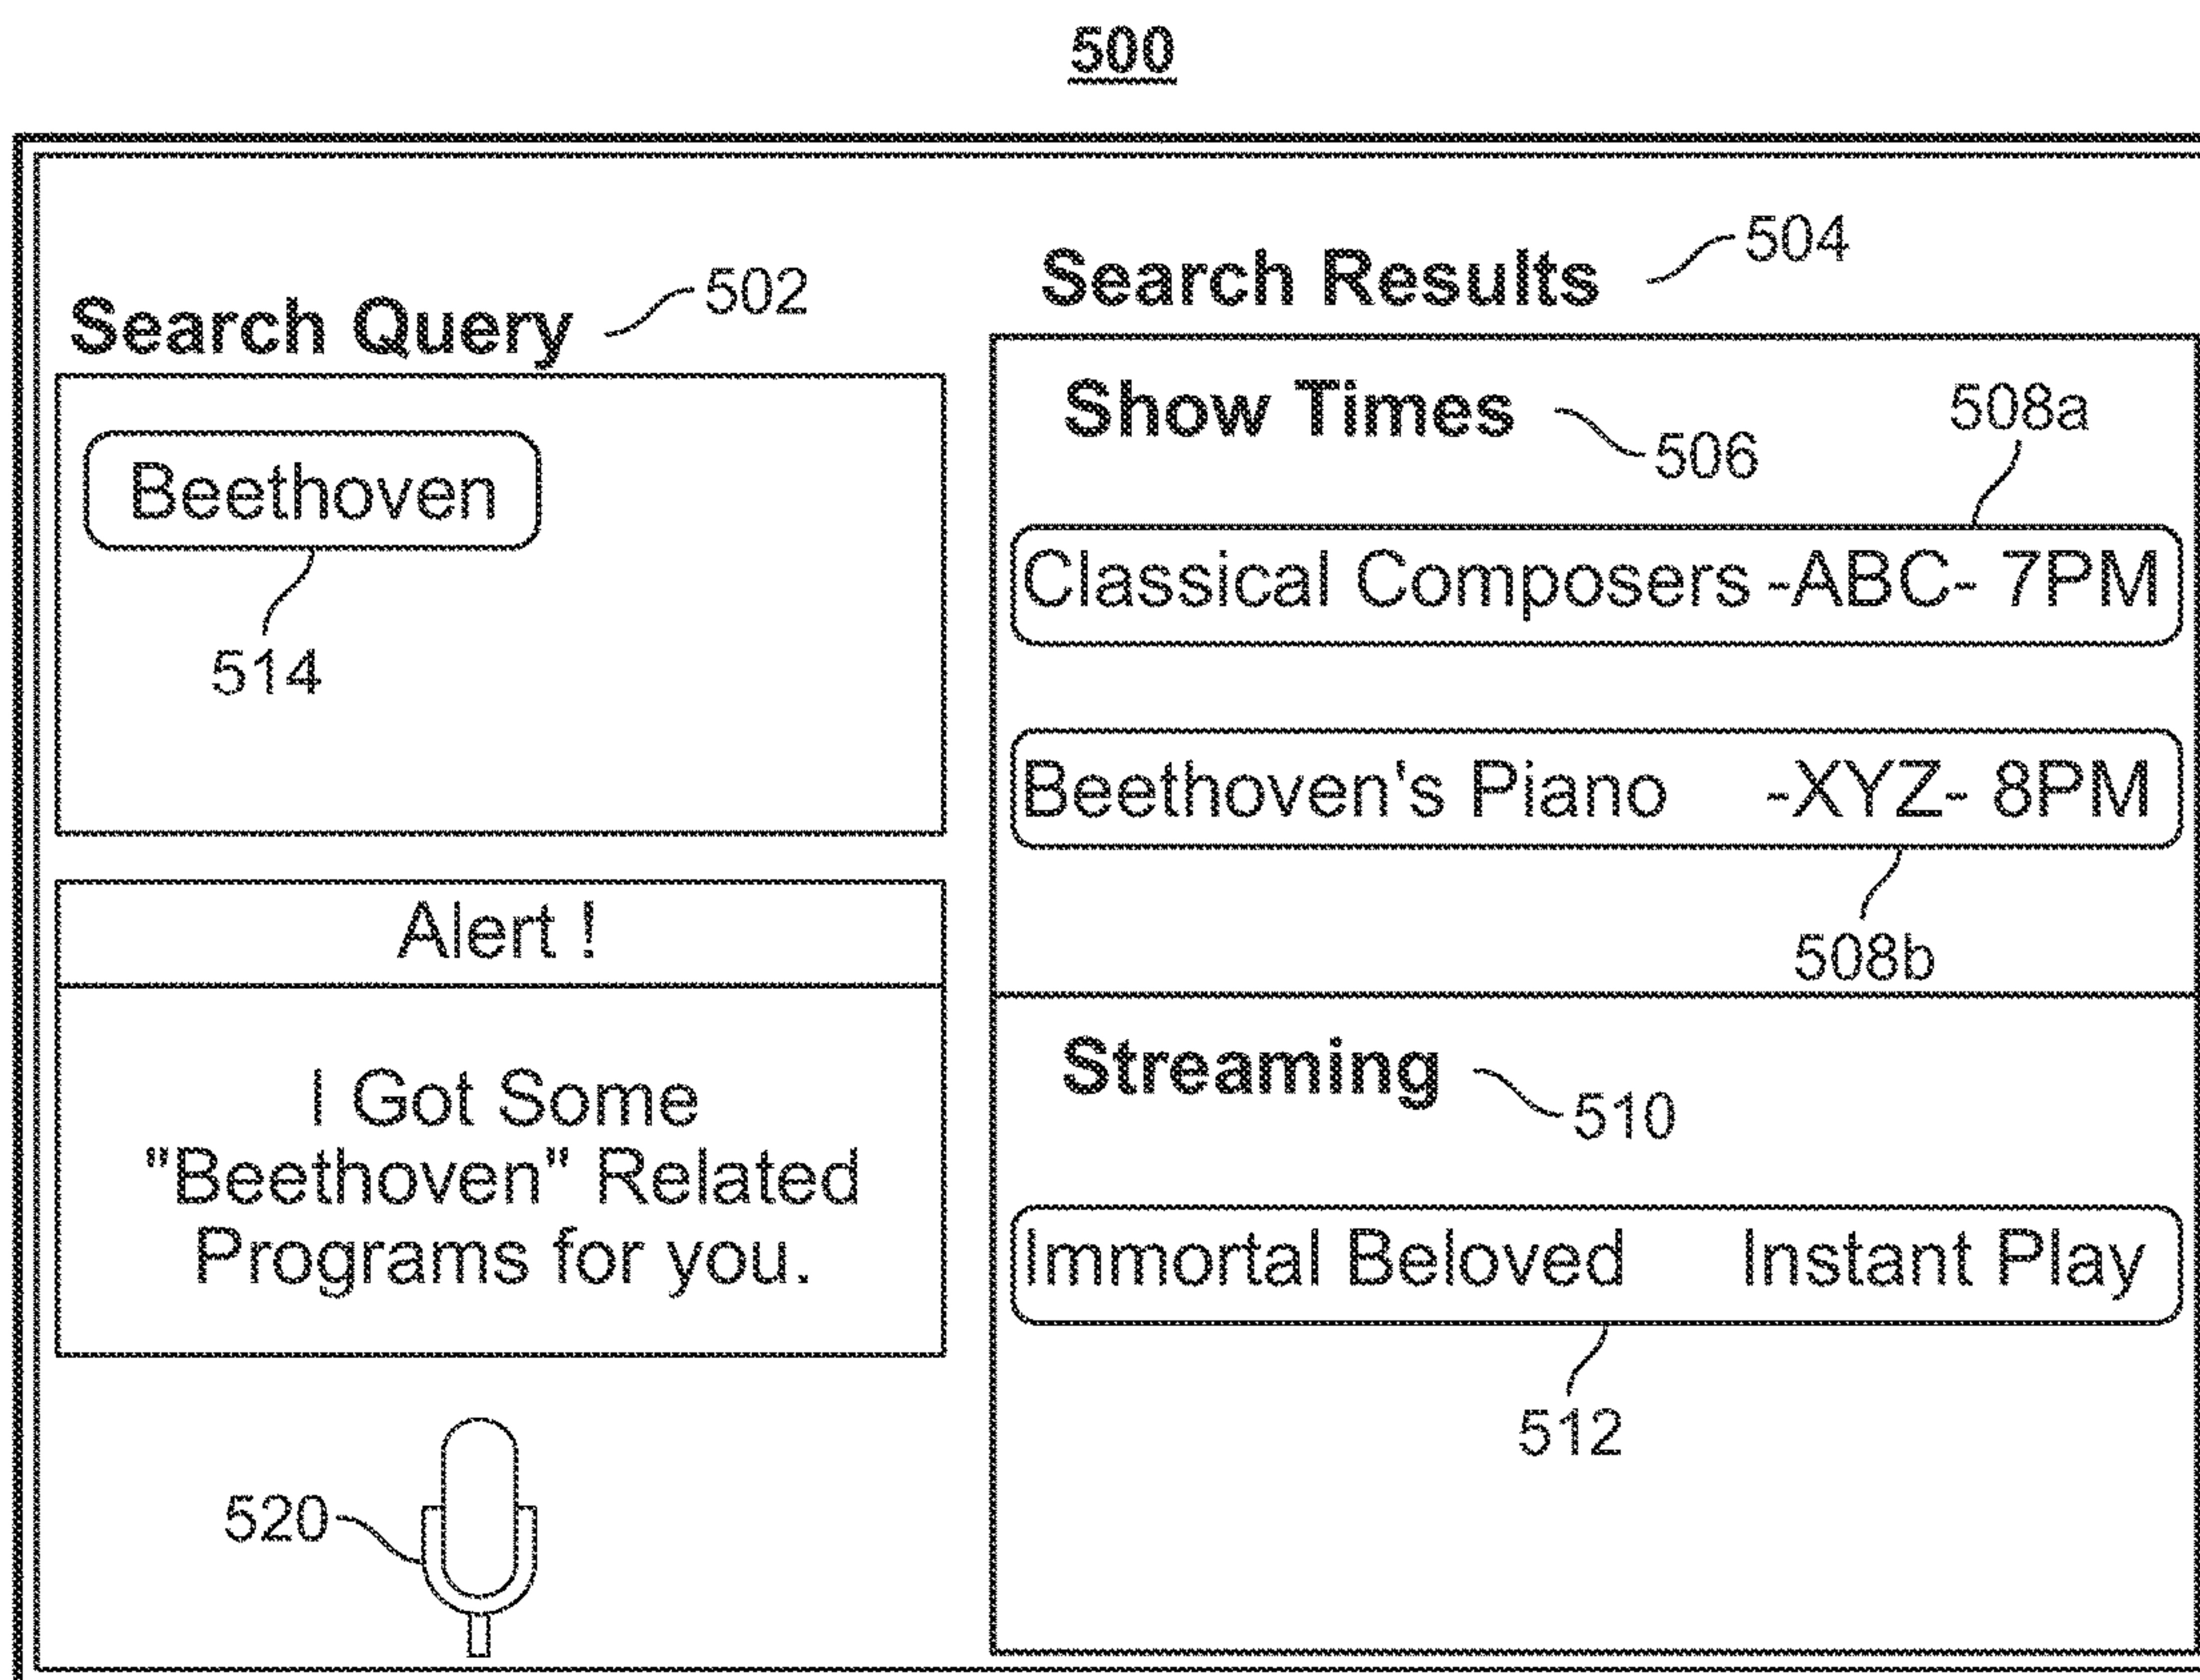 500
Search Query 502
Beethoven
514
Alert !
I Got Some
"Beethoven" Related
Programs for you.
520
Search Results 504
Show Times 506
508a
Classical Composers -ABC- 7PM
Beethoven's Piano -XYZ- 8PM
508b
Streaming 510
Immortal Beloved Instant Play
512